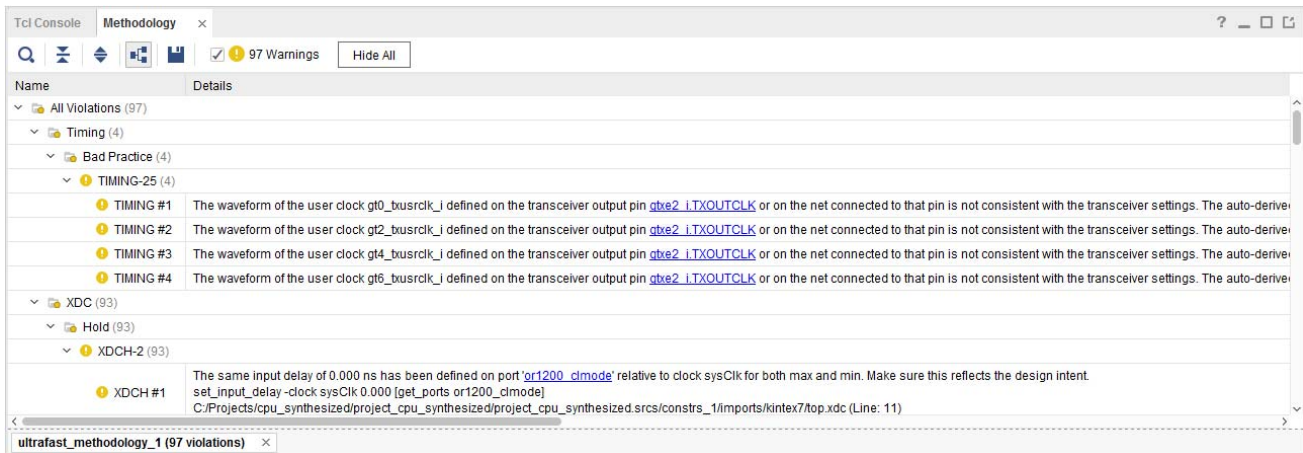 Tcl Console Methodology × ? _
97 Warnings Hide All
Name Details
All Violations (97)
Timing (4)
Bad Practice (4)
TIMING-25 (4)
TIMING #1 The waveform of the user clock gt0_txusrclk_i defined on the transceiver output pin gtxe2_i.TXOUTCLK or on the net connected to that pin is not consistent with the transceiver settings. The auto-derive
TIMING #2 The waveform of the user clock gt2_txusrclk_i defined on the transceiver output pin gtxe2_i.TXOUTCLK or on the net connected to that pin is not consistent with the transceiver settings. The auto-derive
TIMING #3 The waveform of the user clock gt4_txusrclk_i defined on the transceiver output pin gtxe2_i.TXOUTCLK or on the net connected to that pin is not consistent with the transceiver settings. The auto-derive
TIMING #4 The waveform of the user clock gt6_txusrclk_i defined on the transceiver output pin gtxe2_i.TXOUTCLK or on the net connected to that pin is not consistent with the transceiver settings. The auto-derive
XDC (93)
Hold (93)
XDCH-2 (93)
The same input delay of 0.000 ns has been defined on port 'or1200_clmode' relative to clock sysClk for both max and min. Make sure this reflects the design intent.
XDCH #1 set_input_delay -clock sysClk 0.000 [get_ports or1200_clmode]
C:/Projects/cpu_synthesized/project_cpu_synthesized/project_cpu_synthesized.srcs/constrs_1/imports/kintex7/top.xdc (Line: 11)
ultrafast_methodology_1 (97 violations) ×